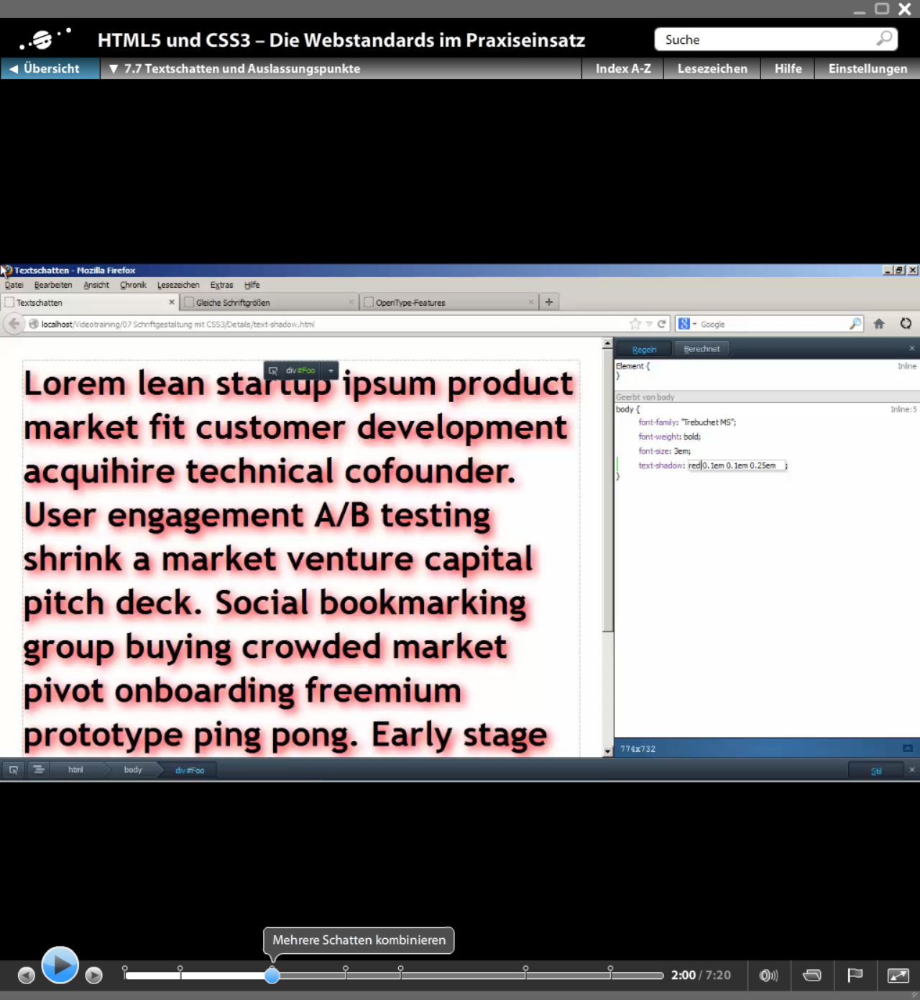 HTML5 und CSS3 – Die Webstandards im Praxiseinsatz
Suche
◀ Übersicht
▼ 7.7 Textschatten und Auslassungspunkte
Index A-Z
Lesezeichen
Hilfe
Einstellungen
Textschatten - Mozilla Firefox
Datei Bearbeiten Ansicht Chronik Lesezeichen Extras Hilfe
Textschatten
Gleiche Schriftgrößen
OpenType-Features
localhost/Videotraining/07 Schriftgestaltung mit CSS3/Details/text-shadow.html
Google
div#Foo
Lorem lean startup ipsum product
market fit customer development
acquihire technical cofounder.
User engagement A/B testing
shrink a market venture capital
pitch deck. Social bookmarking
group buying crowded market
pivot onboarding freemium
prototype ping pong. Early stage
Regeln
Berechnet
Element {
Inline
}
Geerbt von body
body {
Inline:5
font-family: "Trebuchet MS";
font-weight: bold;
font-size: 3em;
text-shadow: red 0.1em 0.1em 0.25em ;
}
774x732
html
body
div#Foo
Stil
Mehrere Schatten kombinieren
2:00 / 7:20